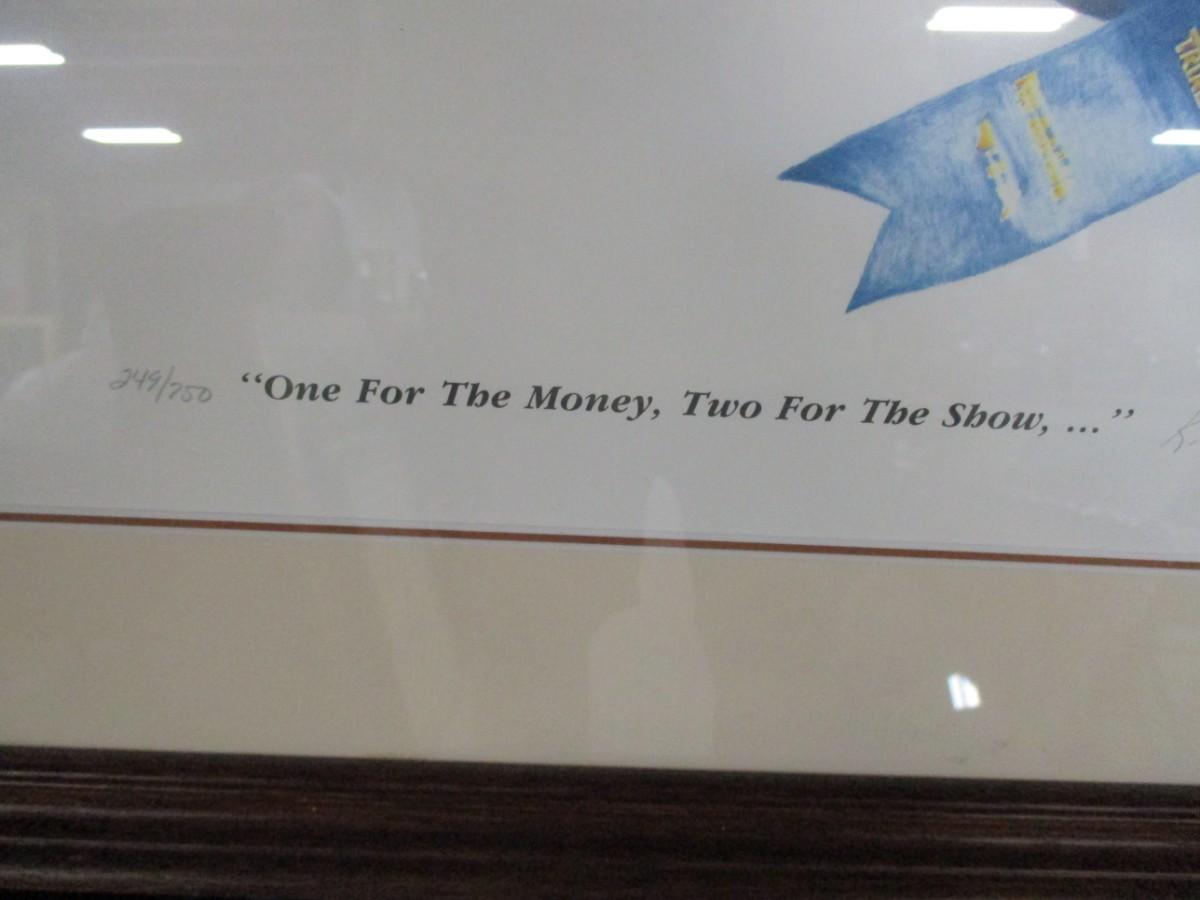 249/750 “One For The Money, Two For The Show, ...”